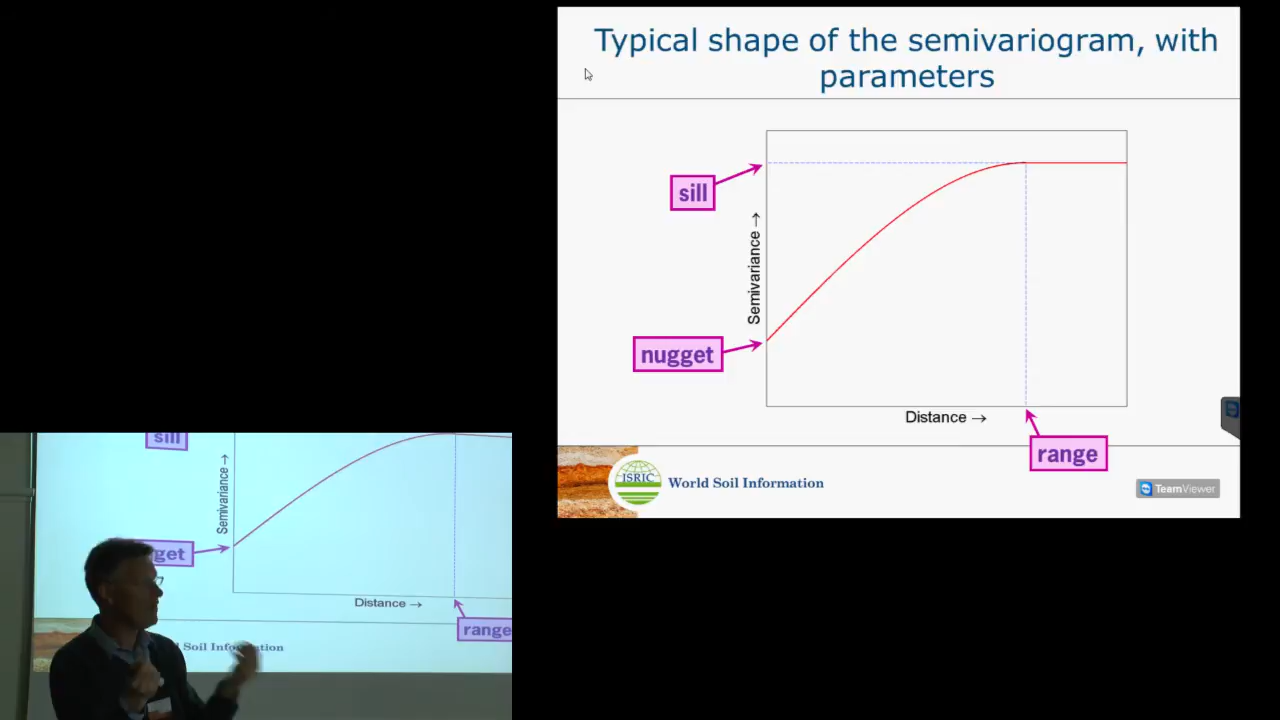 Typical shape of the semivariogram, with
parameters
sill
Semivariance →
nugget
Distance →
range
ISRIC
World Soil Information
TeamViewer
sill
Semivariance →
get
Distance →
range
Soil Information